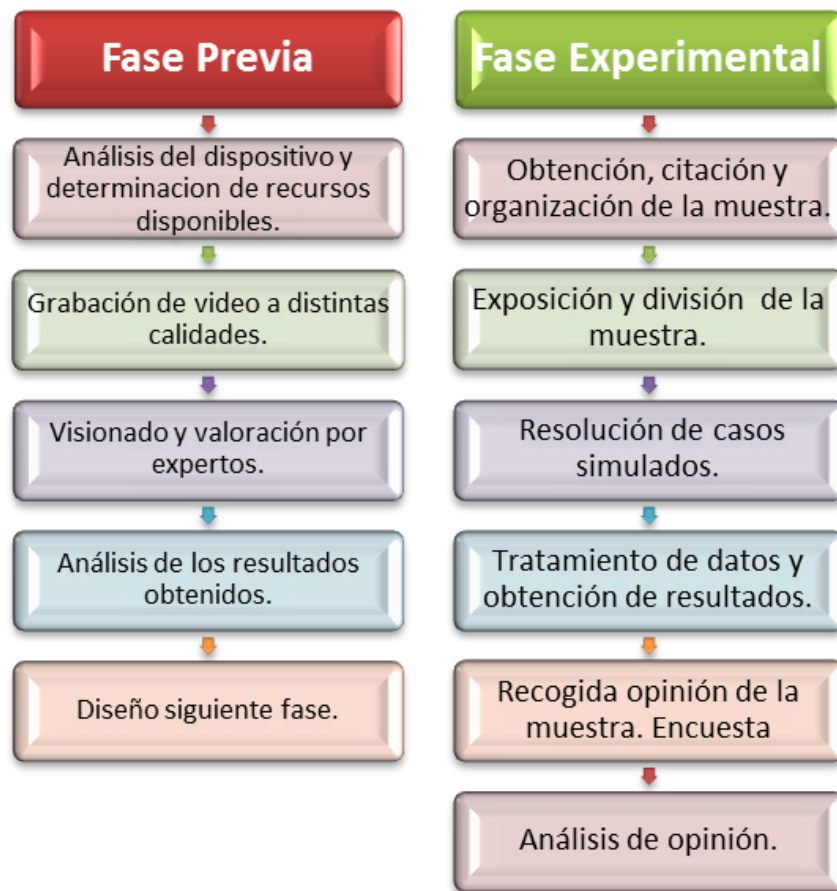 Fase Previa
Análisis del dispositivo y
determinacion de recursos
disponibles.
Grabación de video a distintas
calidades.
Visionado y valoración por
expertos.
Análisis de los resultados
obtenidos.
Diseño siguiente fase.
Fase Experimental
Obtención, citación y
organización de la muestra.
Exposición y división de la
muestra.
Resolución de casos
simulados.
Tratamiento de datos y
obtención de resultados.
Recogida opinión de la
muestra. Encuesta
Análisis de opinión.